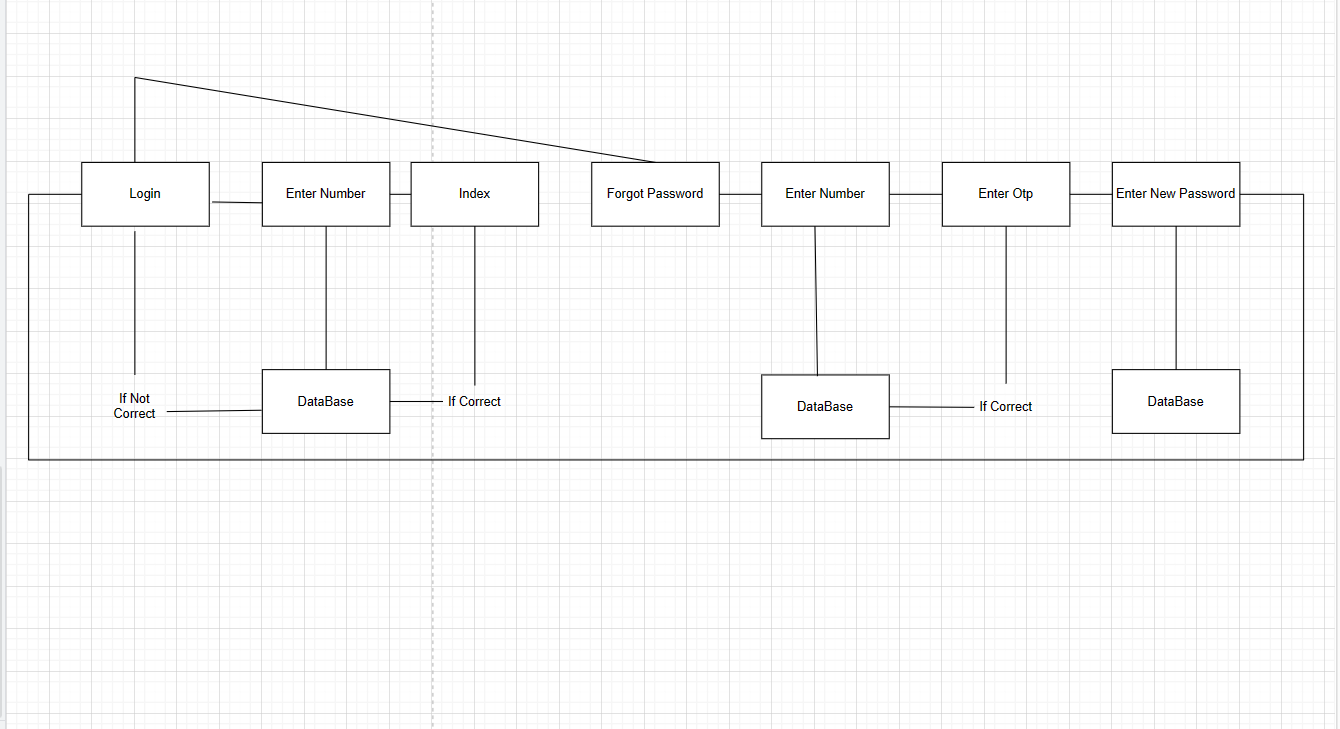 Login
Enter Number
Index
Forgot Password
Enter Number
Enter Otp
Enter New Password
If Not
Correct
DataBase
If Correct
DataBase
If Correct
DataBase